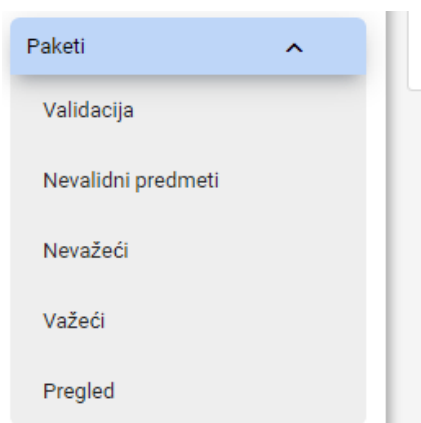 Paketi
Validacija
Nevalidni predmeti
Nevažeći
Važeći
Pregled